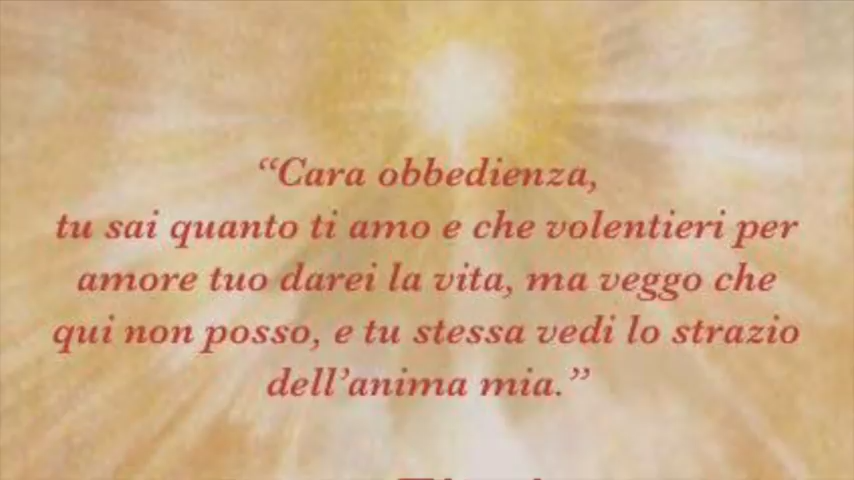 “Cara obbedienza,
tu sai quanto ti amo e che volentieri per
amore tuo darei la vita, ma veggo che
qui non posso, e tu stessa vedi lo strazio
dell’anima mia.”